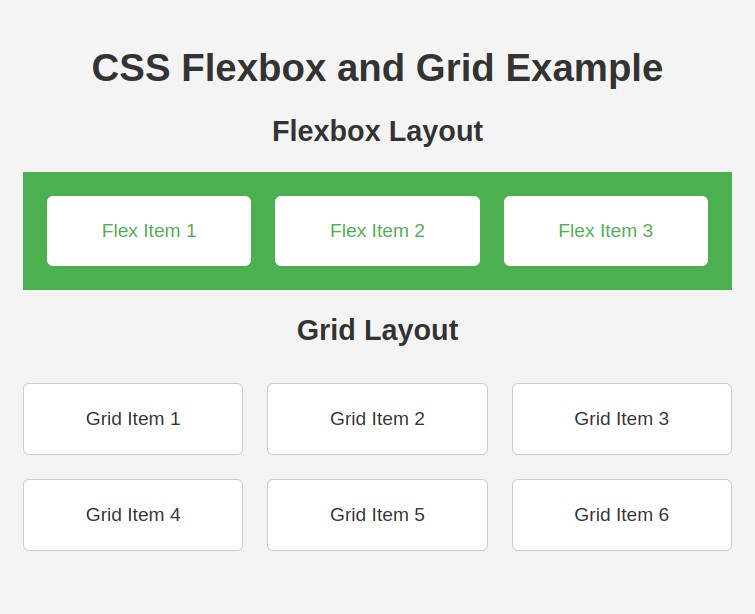 CSS Flexbox and Grid Example
Flexbox Layout
Flex Item 1 Flex Item 2 Flex Item 3
Grid Layout
Grid Item 1 Grid Item 2 Grid Item 3
Grid Item 4 Grid Item 5 Grid Item 6